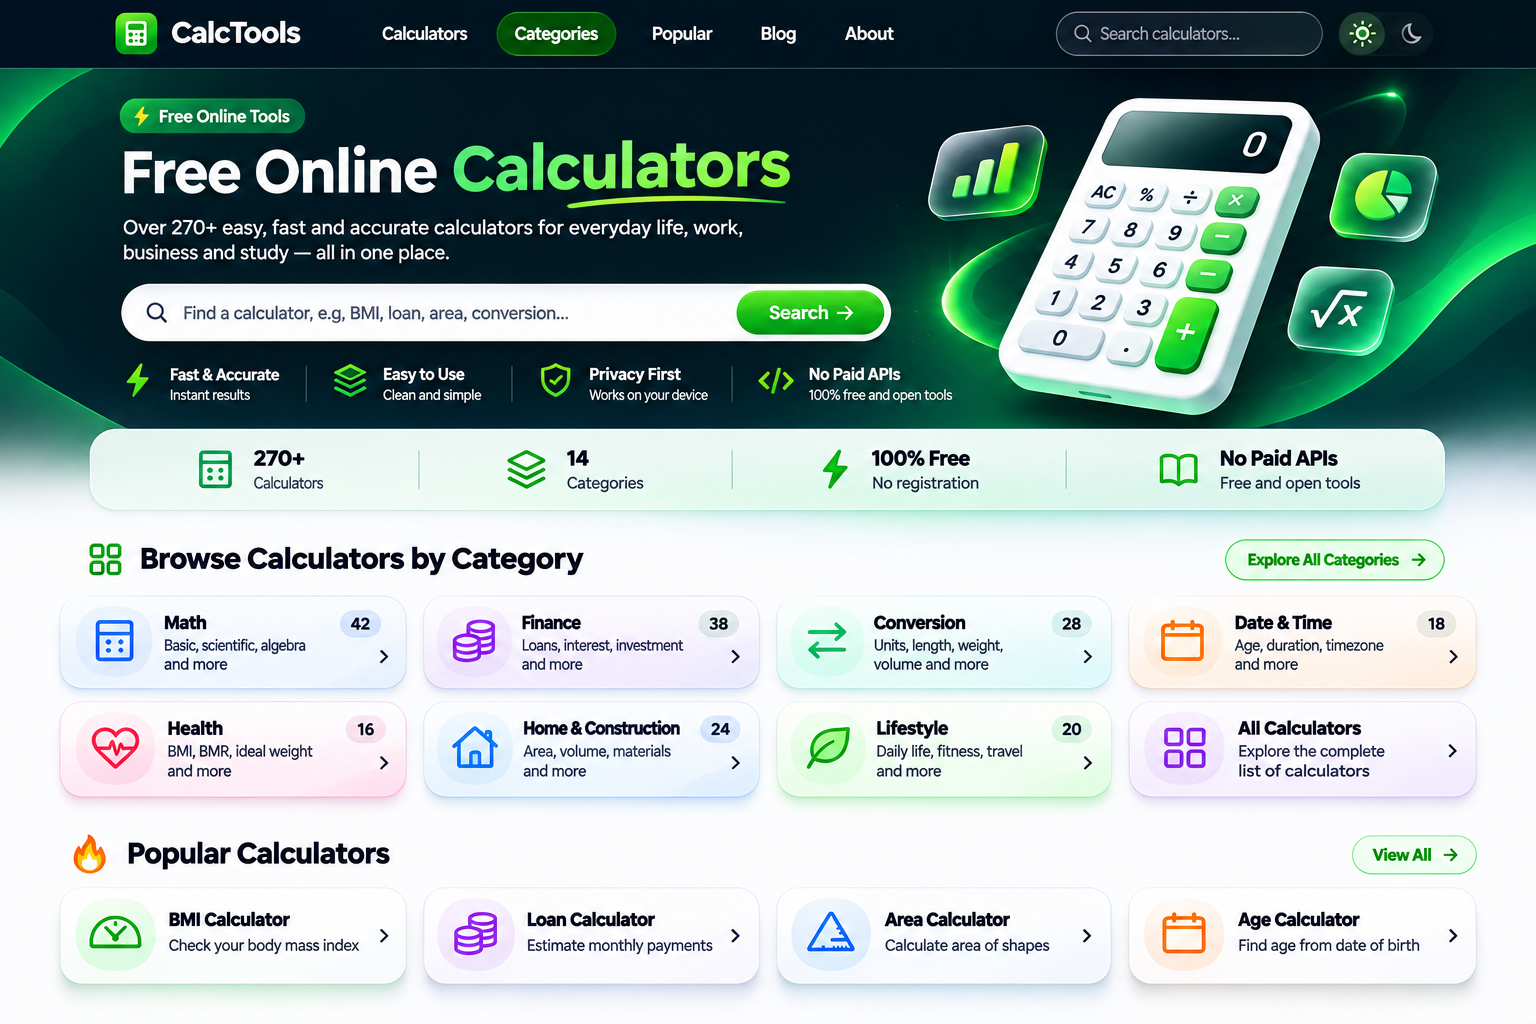 CalcTools
Calculators
Categories
Popular
Blog
About
Search calculators...
Free Online Tools
Free Online Calculators
Over 270+ easy, fast and accurate calculators for everyday life, work,
business and study — all in one place.
Find a calculator, e.g, BMI, loan, area, conversion...
Search →
Fast & Accurate
Instant results
Easy to Use
Clean and simple
Privacy First
Works on your device
No Paid APIs
100% free and open tools
0
AC % ÷ ×
7 8 9 −
4 5 6 −
1 2 3 +
0 .
√x
270+
Calculators
14
Categories
100% Free
No registration
No Paid APIs
Free and open tools
Browse Calculators by Category
Explore All Categories →
Math
42
Basic, scientific, algebra
and more
Finance
38
Loans, interest, investment
and more
Conversion
28
Units, length, weight,
volume and more
Date & Time
18
Age, duration, timezone
and more
Health
16
BMI, BMR, ideal weight
and more
Home & Construction
24
Area, volume, materials
and more
Lifestyle
20
Daily life, fitness, travel
and more
All Calculators
Explore the complete
list of calculators
Popular Calculators
View All →
BMI Calculator
Check your body mass index
Loan Calculator
Estimate monthly payments
Area Calculator
Calculate area of shapes
Age Calculator
Find age from date of birth